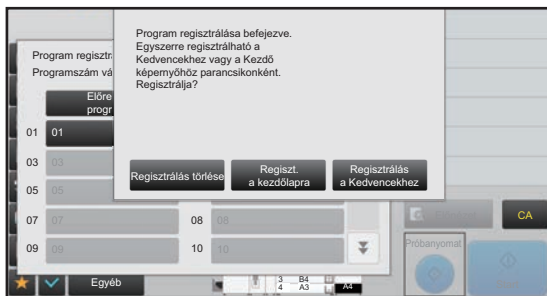 Program regisztrálása befejezve.
Egyszerre regisztrálható a
Kedvencekhez vagy a Kezdő
képernyőhöz parancsikonként.
Regisztrálja?
Regisztrálás törlése
Regiszt.
a kezdőlapra
Regisztrálás
a Kedvencekhez
Program regisztr
Programszám vá
Előre
progr
01 01
03 03
05 05
07 07 08 08
09 09 10 10
Egyéb
3 B4
4 A3
A4
CA
Próbanyomat
Start